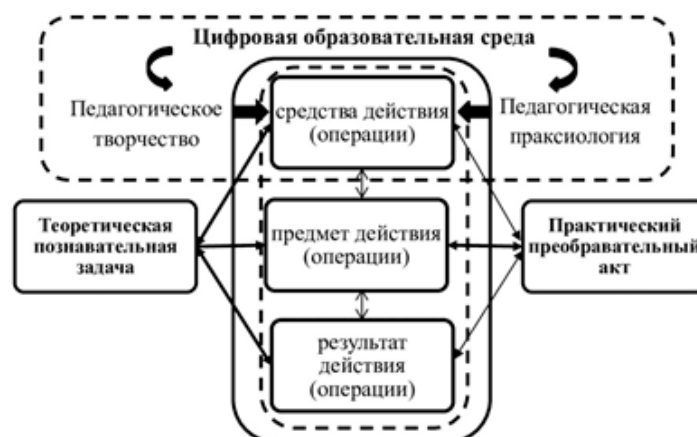 Цифровая образовательная среда
Педагогическое
творчество
средства действия
(операции)
Педагогическая
праксиология
Теоретическая
познавательная
задача
предмет действия
(операции)
Практический
преобравательный
акт
результат
действия
(операции)